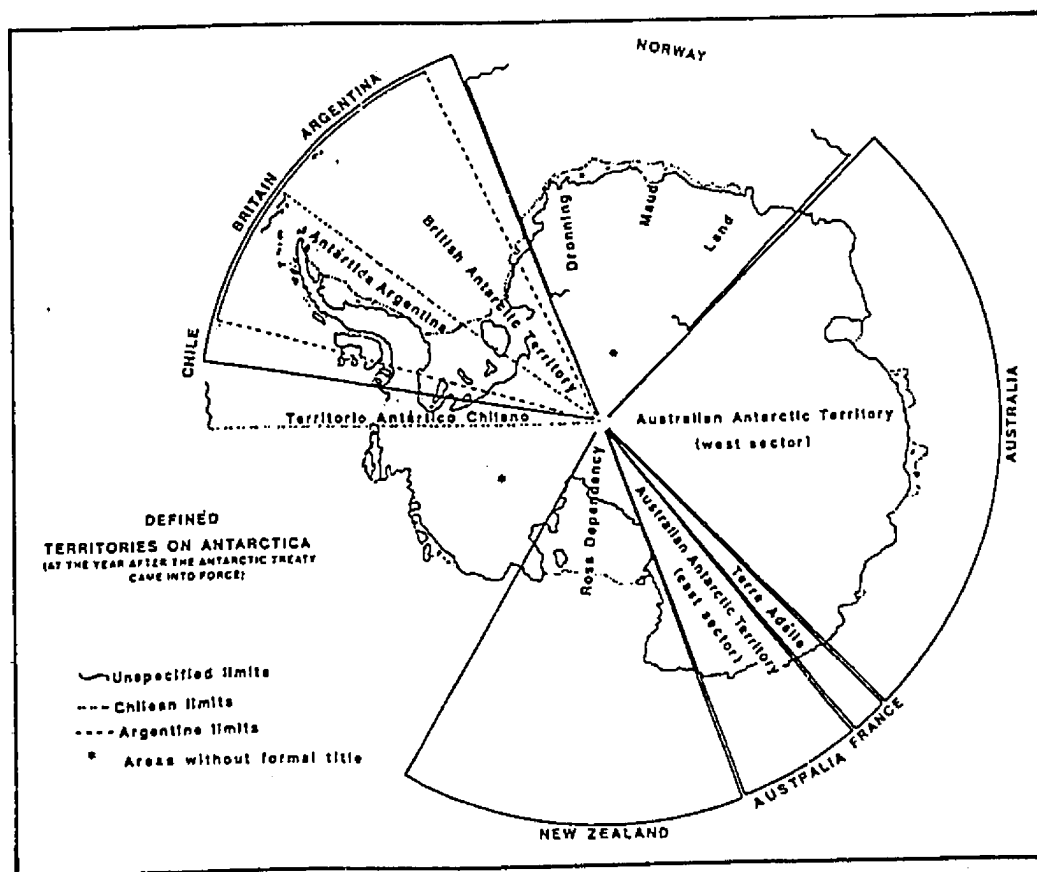 NORWAY
ARGENTINA
BRITAIN
CHILE
Dronning
Maud
Land
British Antarctic Territory
Antártida Argentina
Territorio Antártico Chileno
Australian Antarctic Territory
(west sector)
AUSTRALIA
*
*
Ross Dependency
Australian Antarctic Territory
(east sector)
Terre Adélie
DEFINED
TERRITORIES ON ANTARCTICA
(AT THE YEAR AFTER THE ANTARCTIC TREATY
CAME INTO FORCE)
Unspecified limits
Chilean limits
Argentine limits
* Areas without formal title
NEW ZEALAND
AUSTRALIA
FRANCE